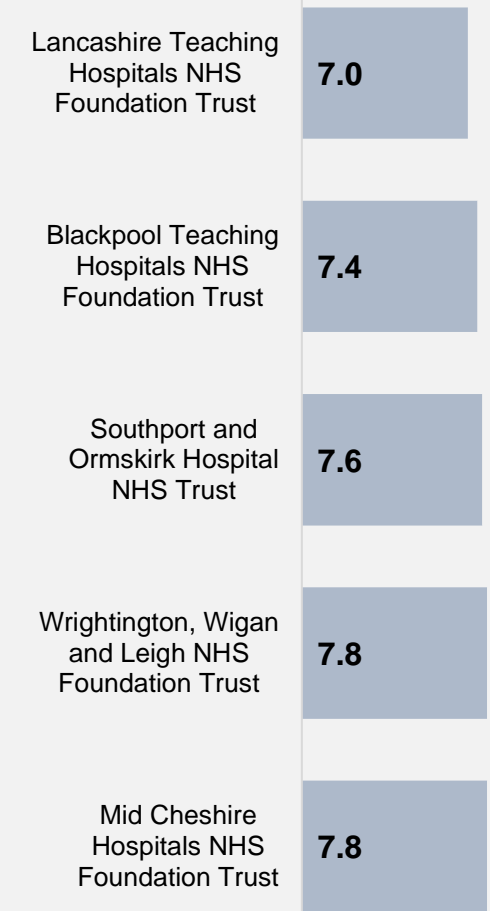 Lancashire Teaching
Hospitals NHS
Foundation Trust
7.0
Blackpool Teaching
Hospitals NHS
Foundation Trust
7.4
Southport and
Ormskirk Hospital
NHS Trust
7.6
Wrightington, Wigan
and Leigh NHS
Foundation Trust
7.8
Mid Cheshire
Hospitals NHS
Foundation Trust
7.8